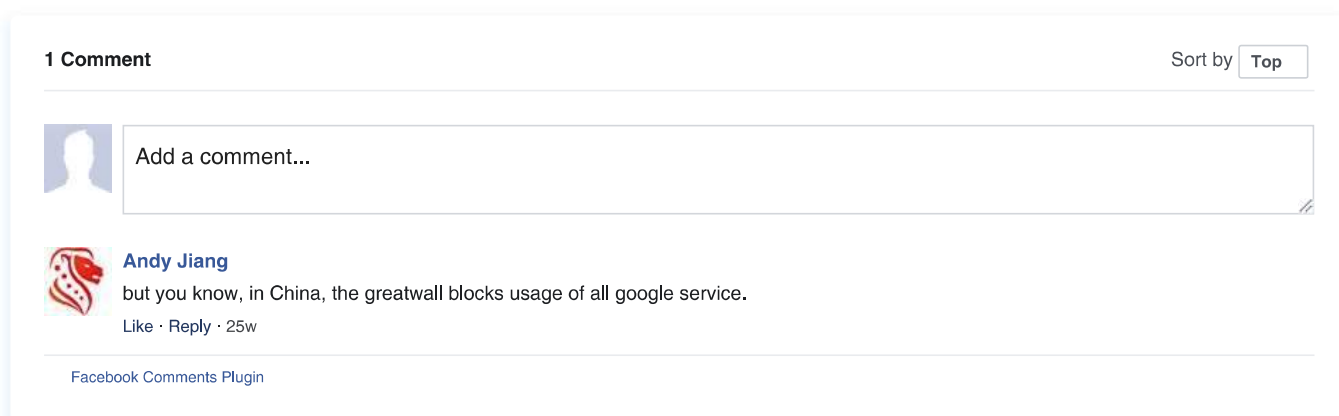 1 Comment
Sort by Top
Add a comment...
Andy Jiang
but you know, in China, the greatwall blocks usage of all google service.
Like · Reply · 25w
Facebook Comments Plugin